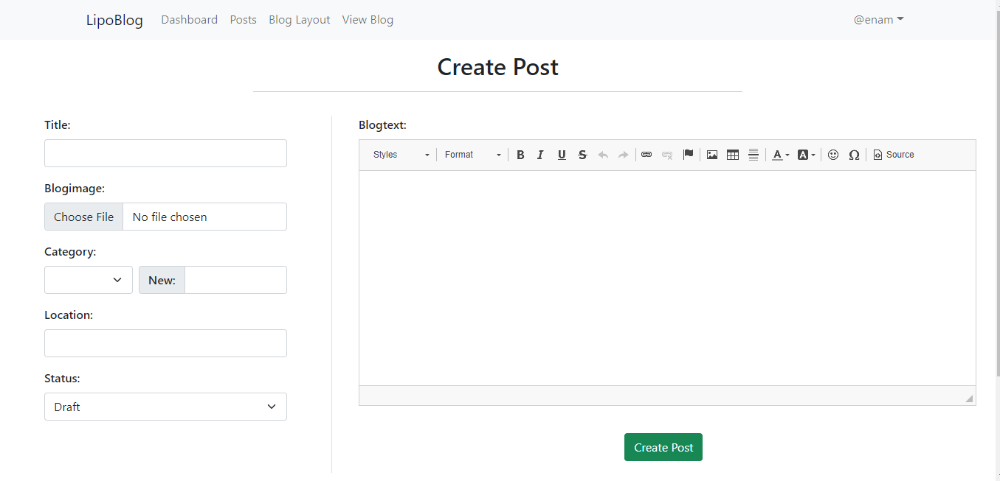 LipoBlog Dashboard Posts Blog Layout View Blog @enam
Create Post
Title:
Blogimage:
Choose File No file chosen
Category:
New:
Location:
Status:
Draft
Blogtext:
Styles Format B I U S A A Ω Source
Create Post